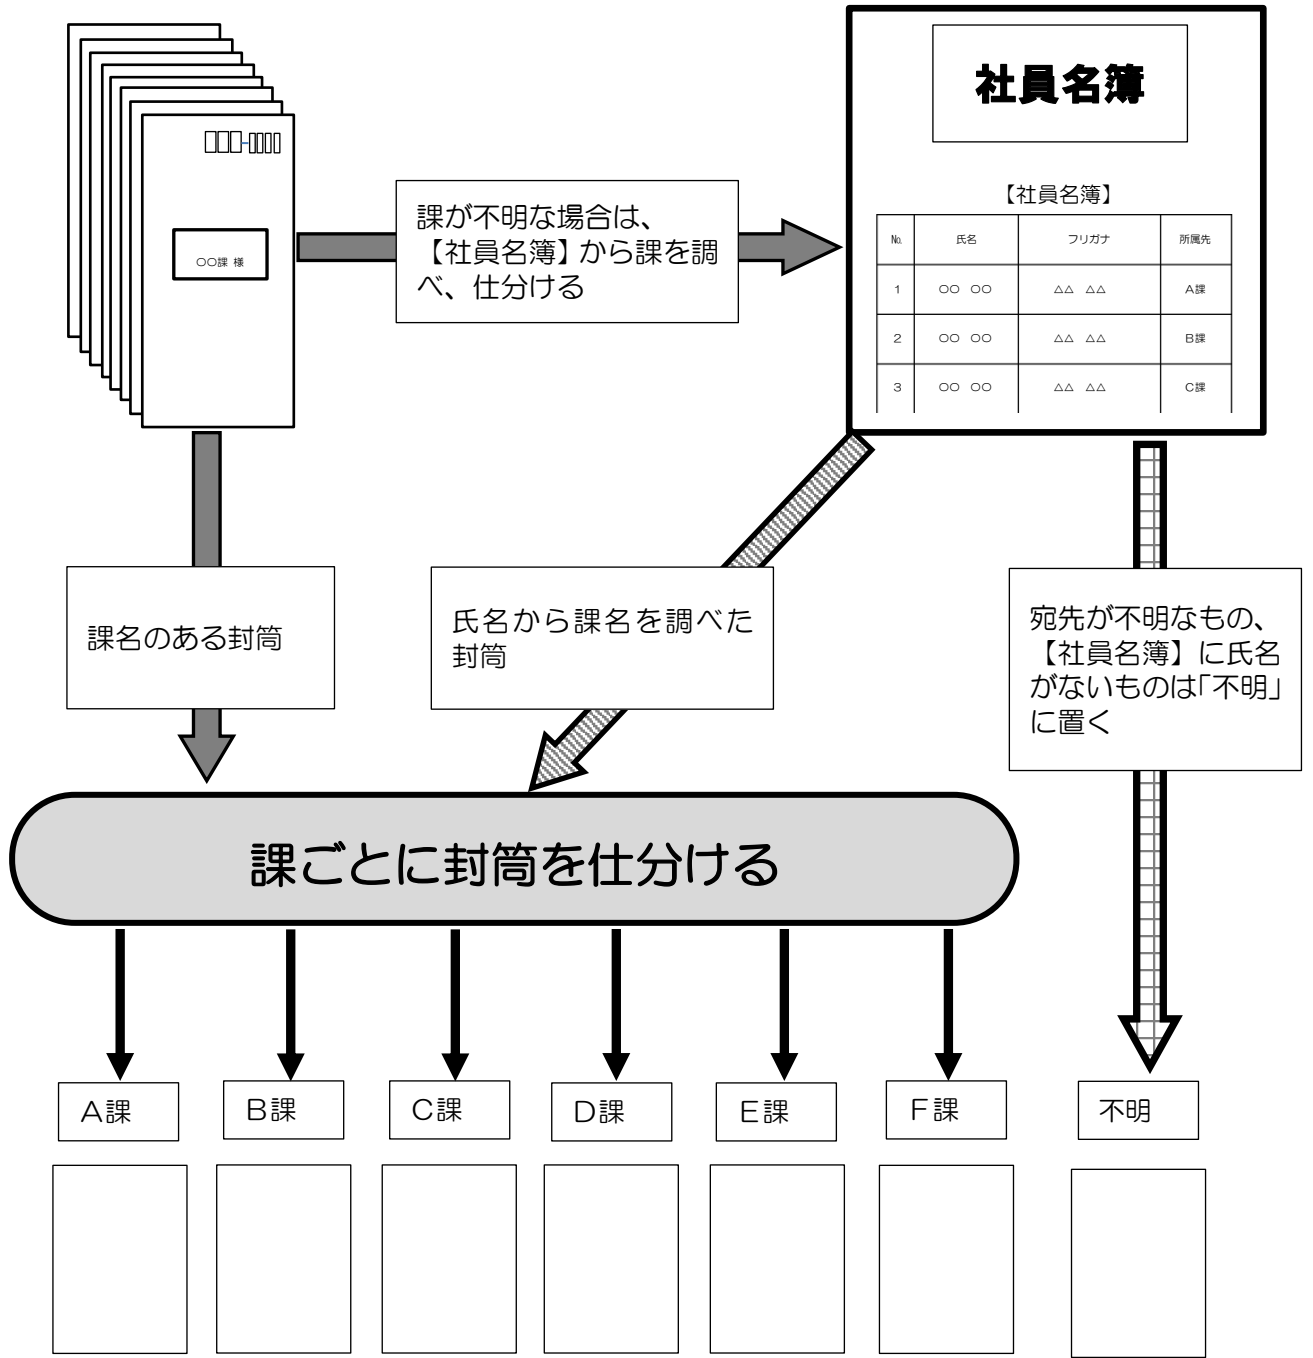 社員名簿
【社員名簿】
№ 氏名 フリガナ 所属先
1 〇〇 〇〇 △△ △△ A課
2 〇〇 〇〇 △△ △△ B課
3 〇〇 〇〇 △△ △△ C課
〇〇課 様
課が不明な場合は、
【社員名簿】から課を調
べ、仕分ける
課名のある封筒
氏名から課名を調べた
封筒
宛先が不明なもの、
【社員名簿】に氏名
がないものは「不明」
に置く
課ごとに封筒を仕分ける
A課
B課
C課
D課
E課
F課
不明